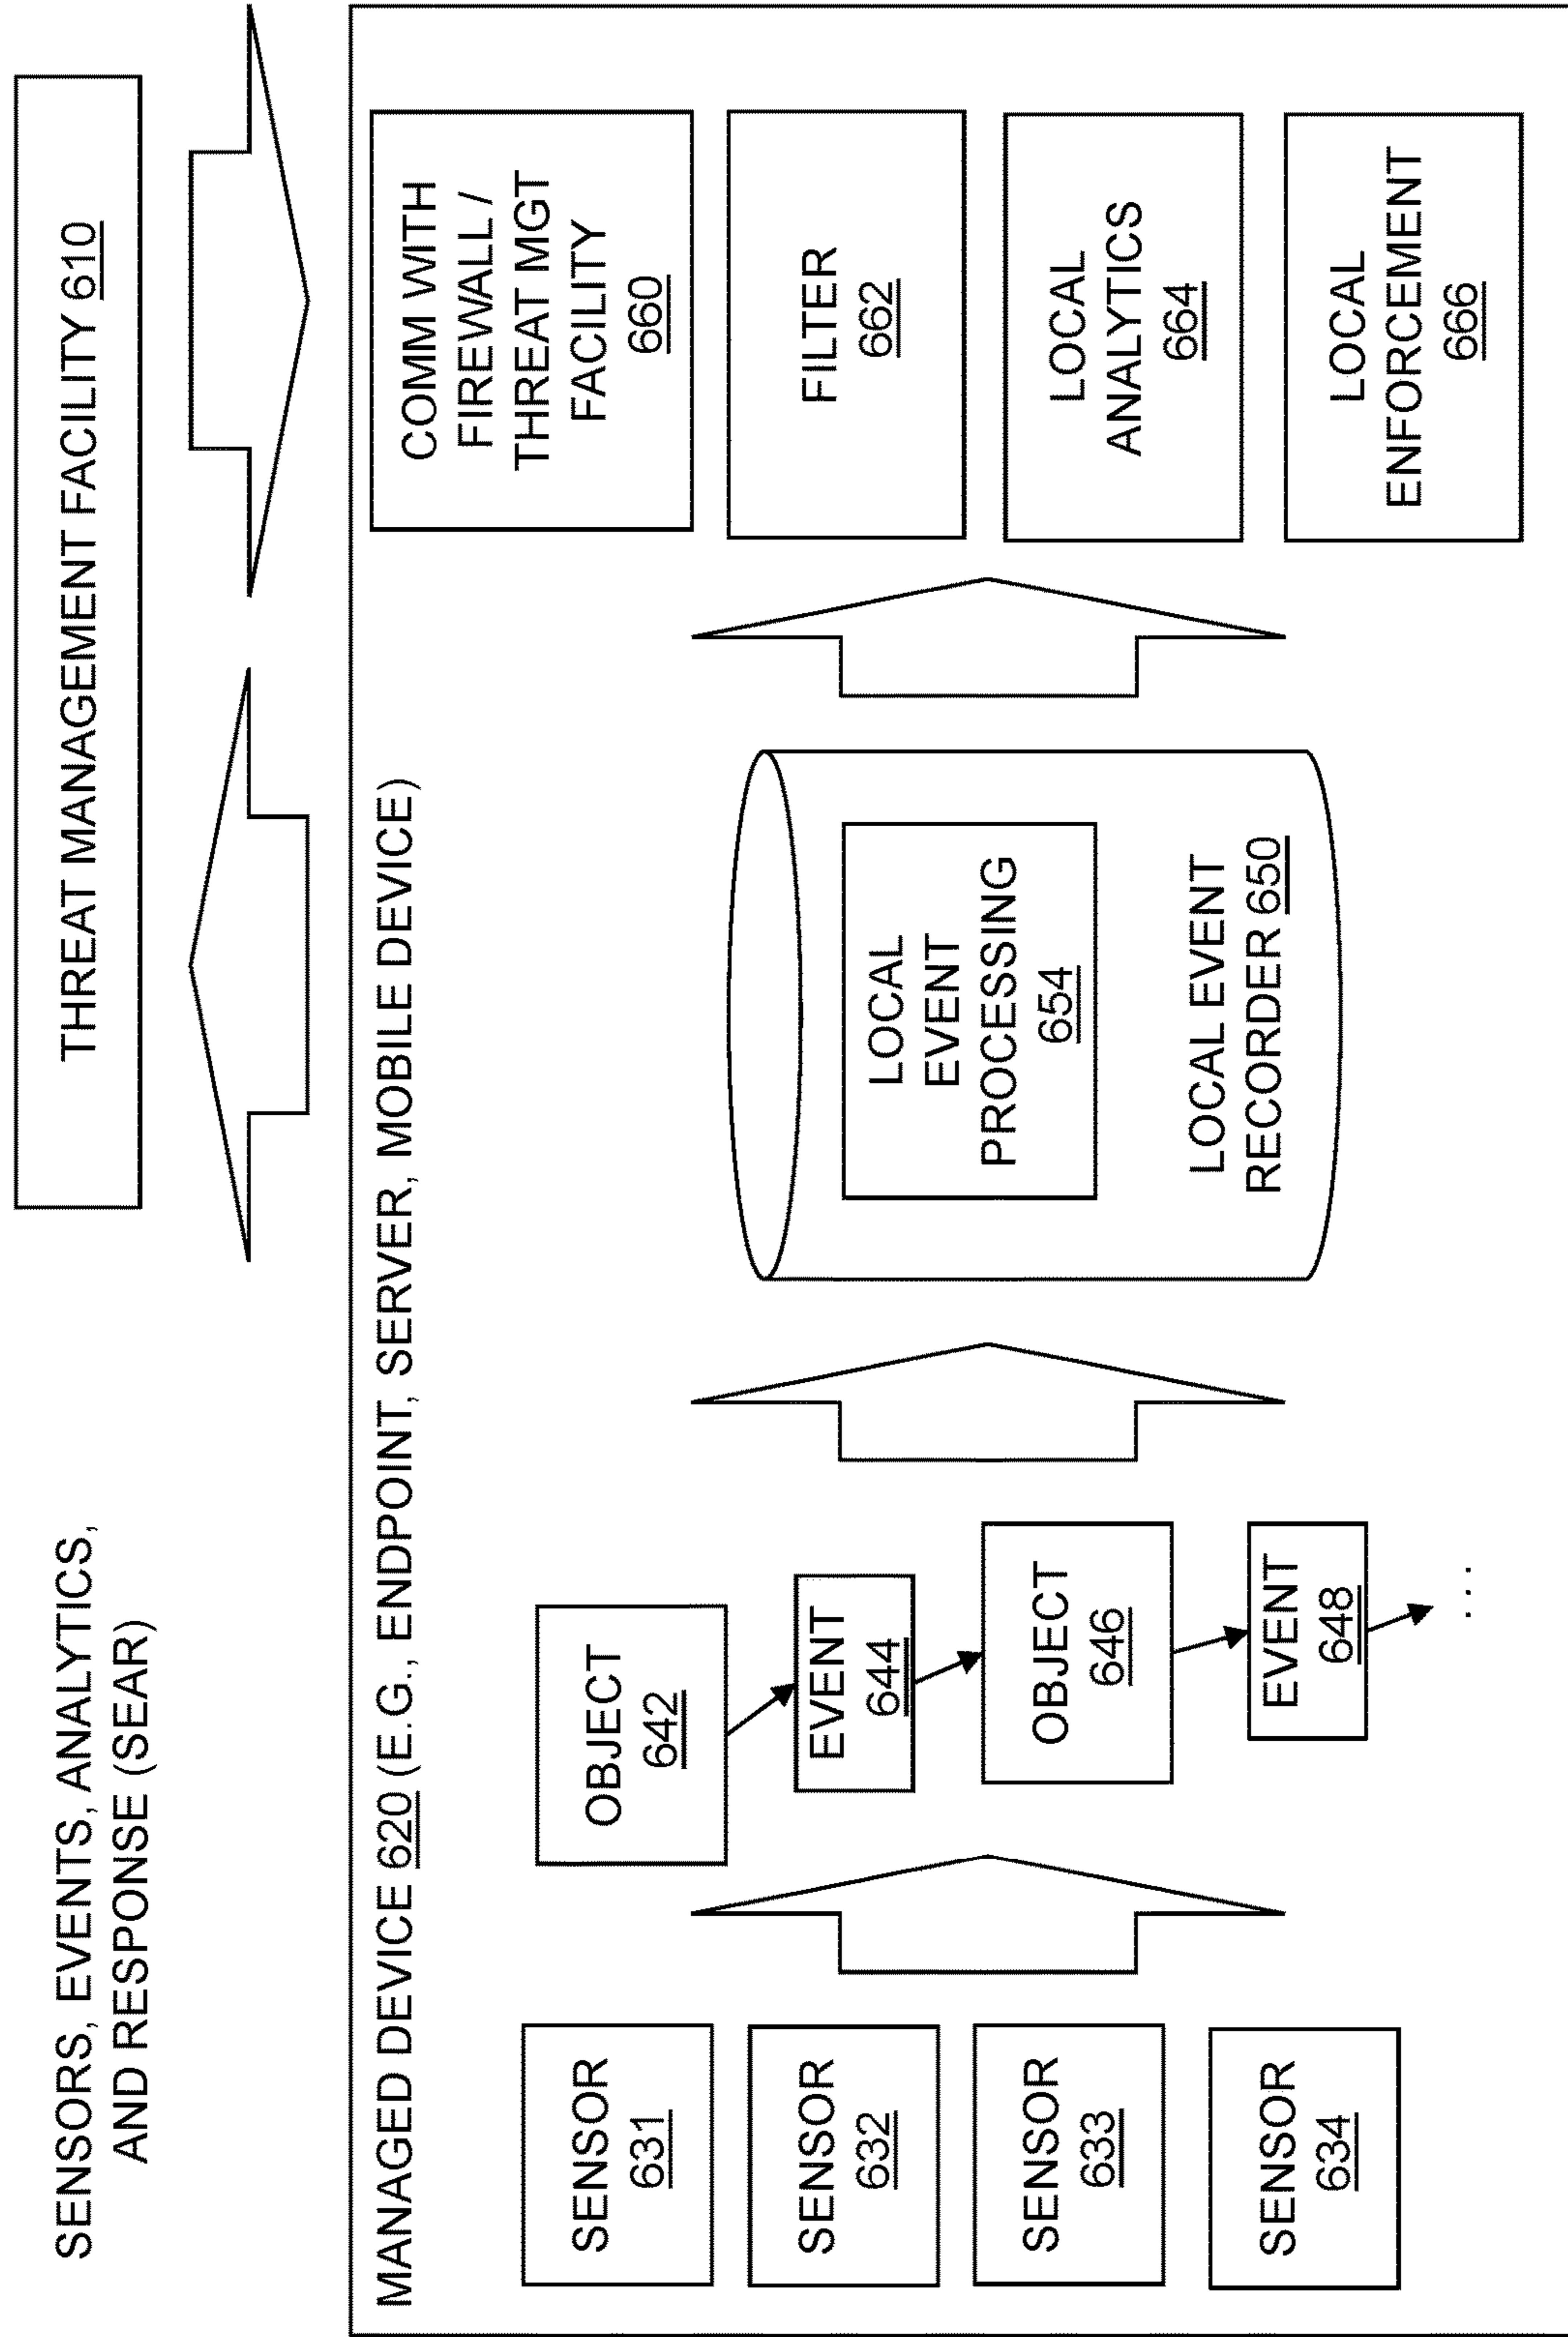 SENSORS, EVENTS, ANALYTICS,
AND RESPONSE (SEAR)
THREAT MANAGEMENT FACILITY 610
MANAGED DEVICE 620 (E.G., ENDPOINT, SERVER, MOBILE DEVICE)
SENSOR
631
SENSOR
632
SENSOR
633
SENSOR
634
OBJECT
642
EVENT
644
OBJECT
646
EVENT
648
...
LOCAL
EVENT
PROCESSING
654
LOCAL EVENT
RECORDER 650
COMM WITH
FIREWALL /
THREAT MGT
FACILITY
660
FILTER
662
LOCAL
ANALYTICS
664
LOCAL
ENFORCEMENT
666